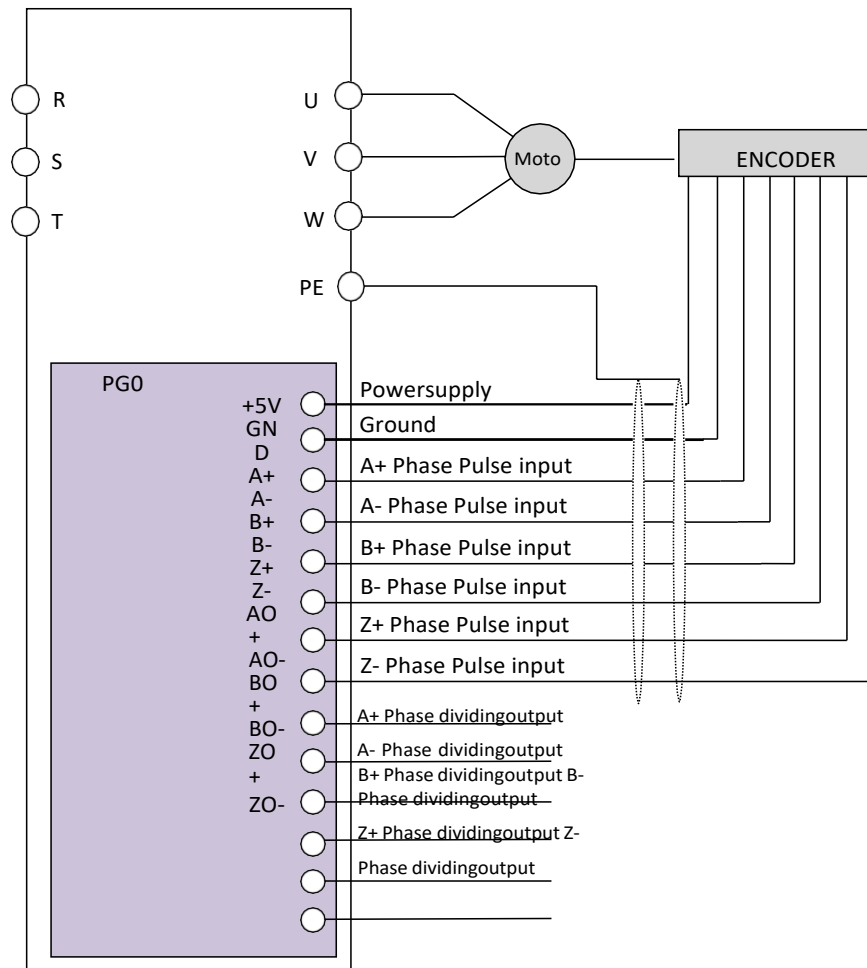 R
U
S
V
Moto
ENCODER
T
W
PE
PG0
+5V
Powersupply
GN
D
Ground
A+
A+ Phase Pulse input
A-
A- Phase Pulse input
B+
B-
B+ Phase Pulse input
Z+
Z-
B- Phase Pulse input
AO
+
Z+ Phase Pulse input
AO-
Z- Phase Pulse input
BO
+
A+ Phase dividingoutput
BO-
ZO
A- Phase dividingoutput
+
B+ Phase dividingoutput B-
ZO-
Phase dividingoutput
Z+ Phase dividingoutput Z-
Phase dividingoutput